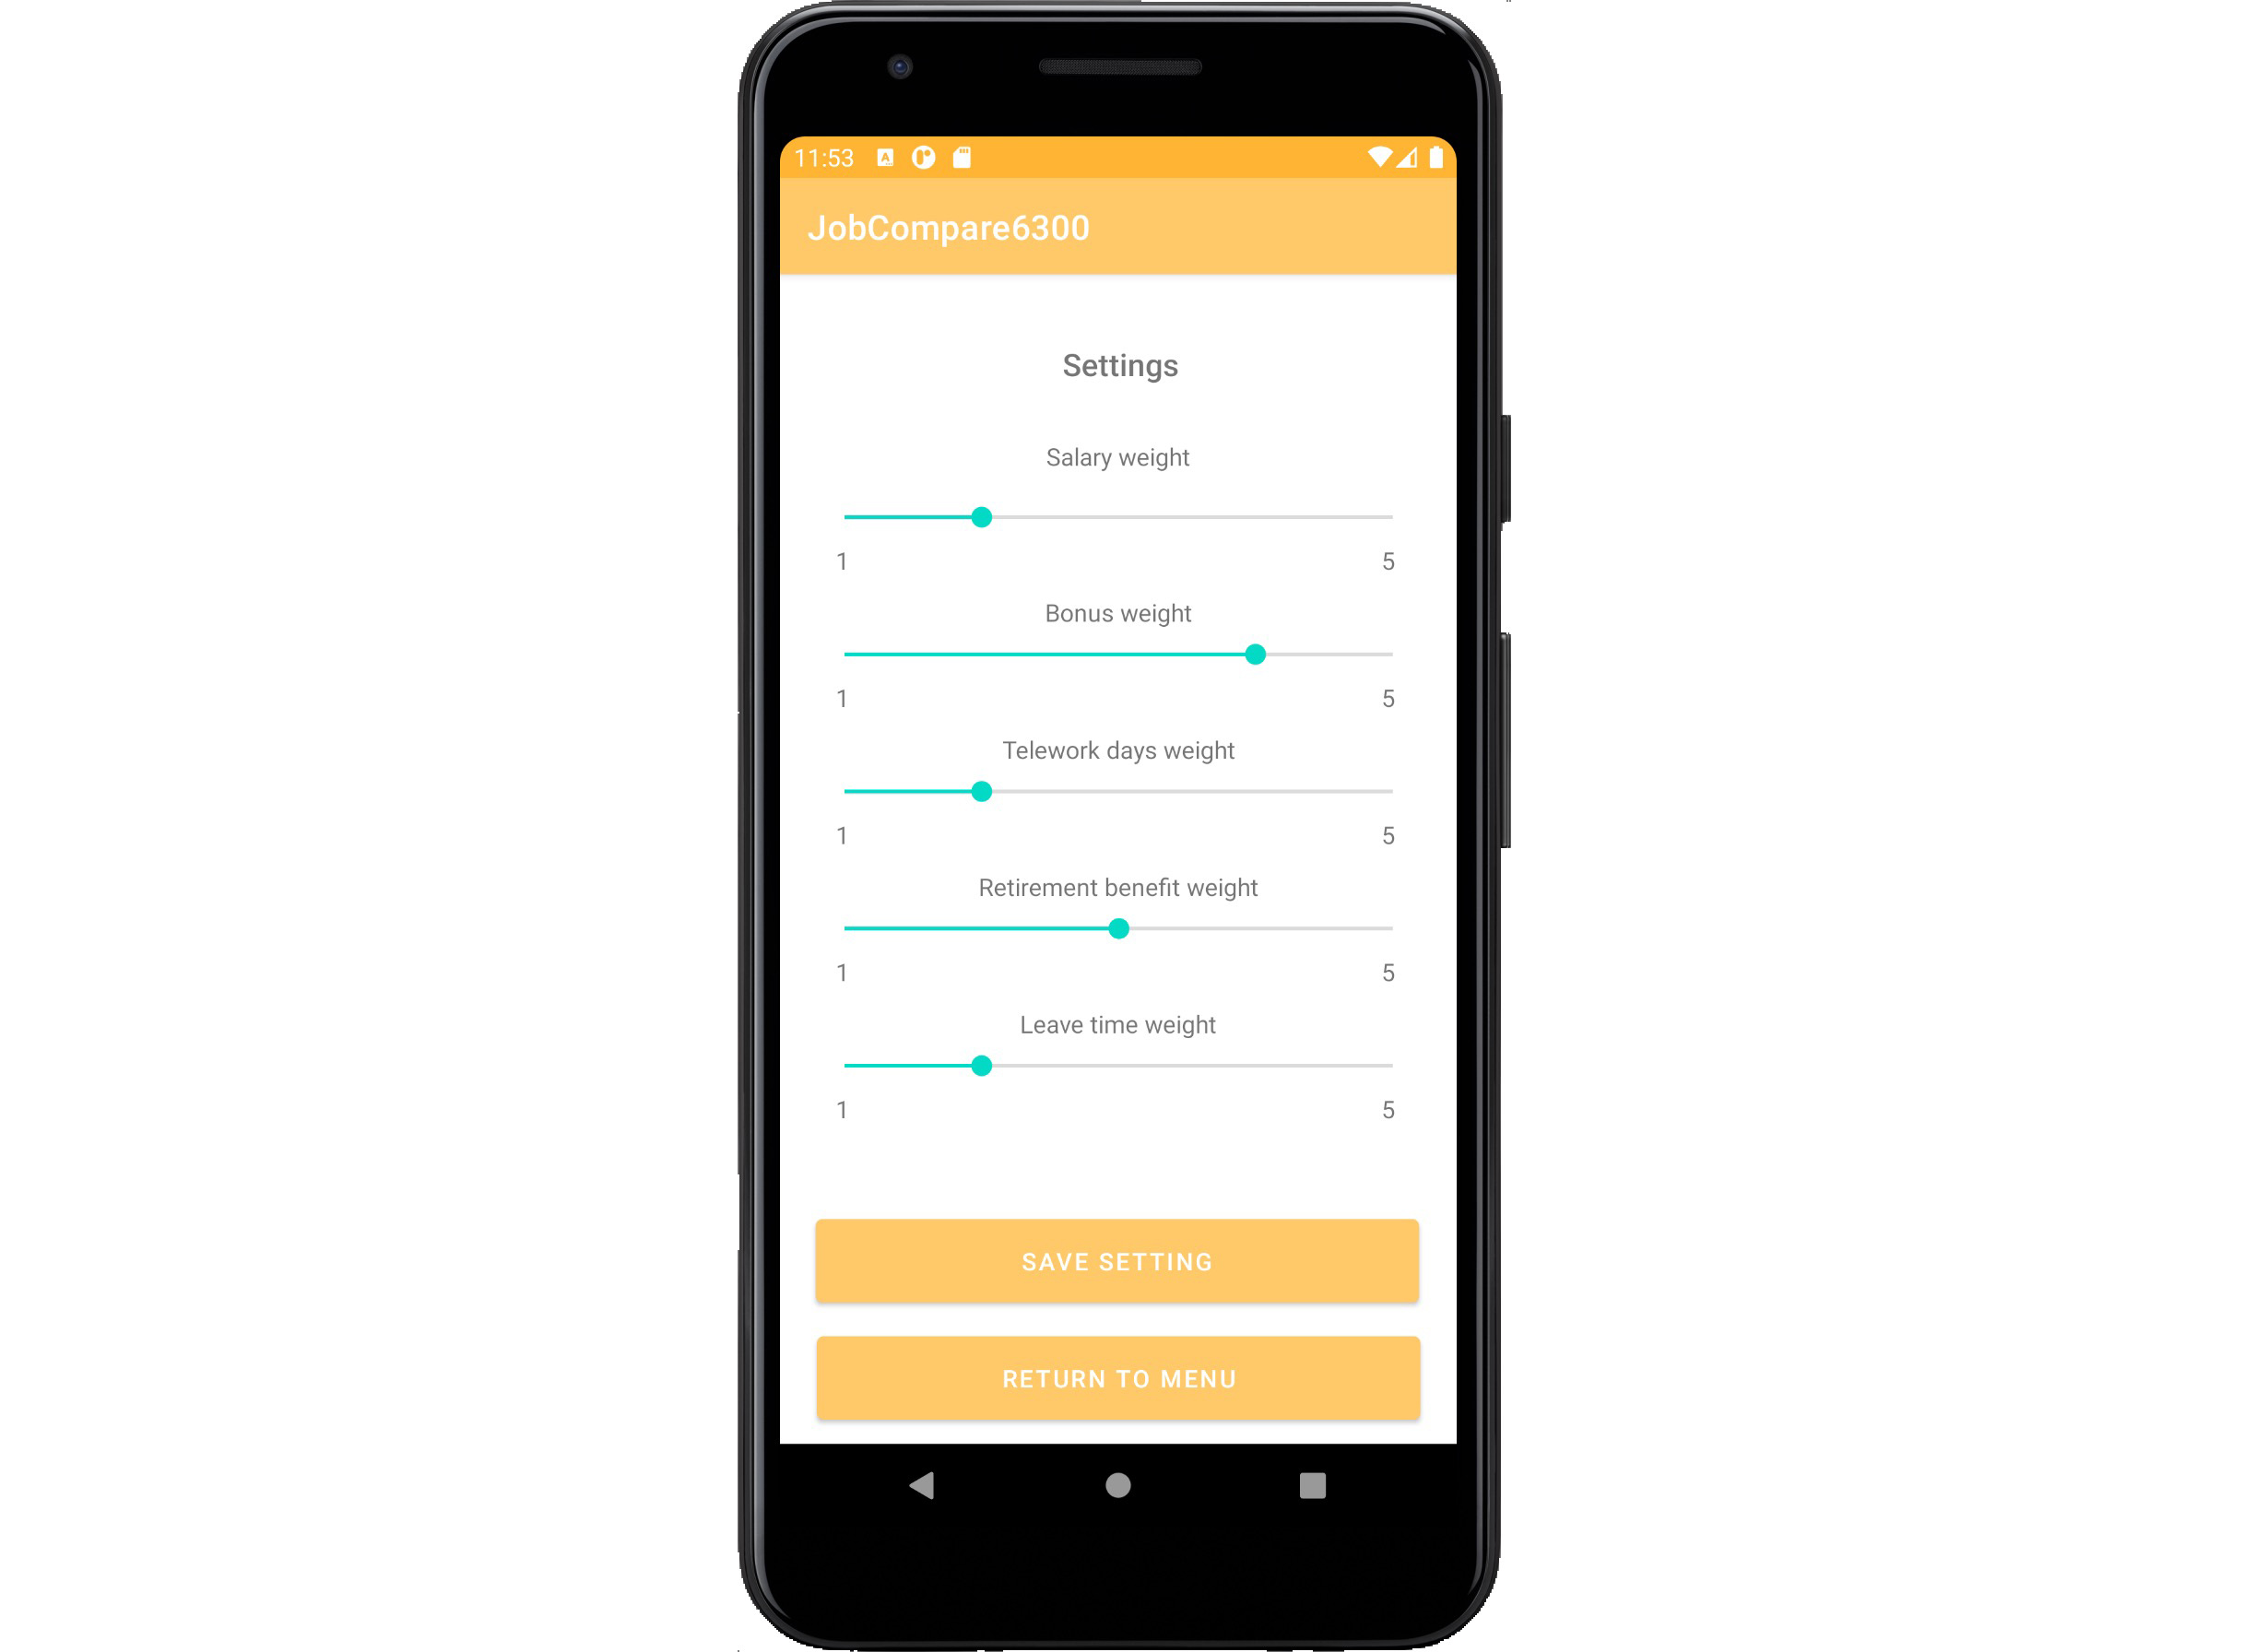 11:53
JobCompare6300
Settings
Salary weight
1 5
Bonus weight
1 5
Telework days weight
1 5
Retirement benefit weight
1 5
Leave time weight
1 5
SAVE SETTING
RETURN TO MENU